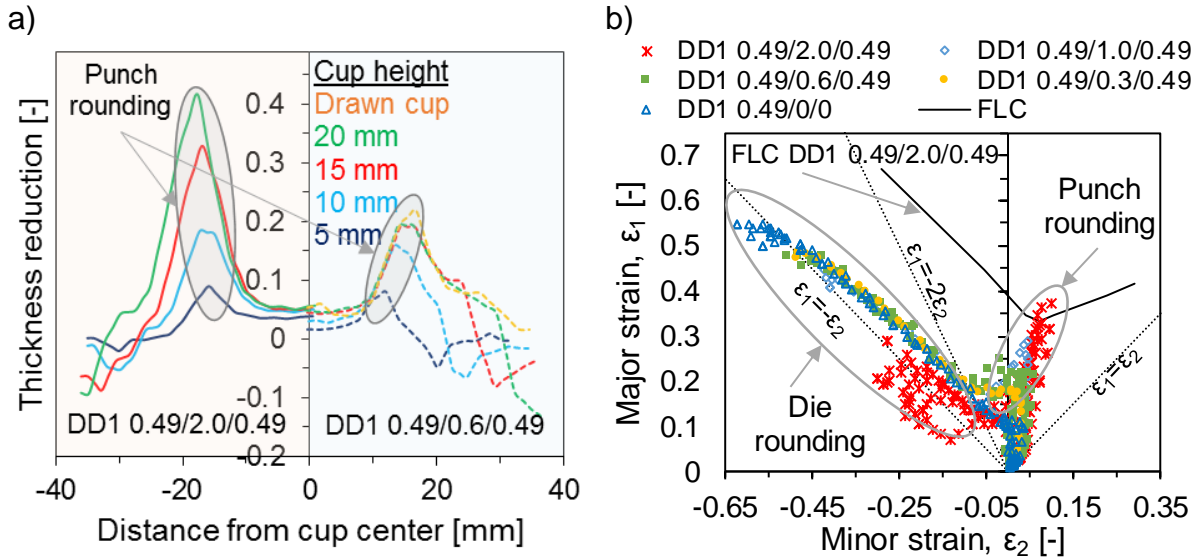 a)
Thickness reduction [-]
Punch
rounding
Cup height
Drawn cup
20 mm
15 mm
10 mm
5 mm
0.4
0.3
0.2
0.1
0
-0.1
-0.2
DD1 0.49/2.0/0.49
DD1 0.49/0.6/0.49
-40 -20 0 20 40
Distance from cup center [mm]
b)
DD1 0.49/2.0/0.49 DD1 0.49/1.0/0.49
DD1 0.49/0.6/0.49 DD1 0.49/0.3/0.49
DD1 0.49/0/0 FLC
Major strain, ε1 [-]
0.7
0.6
0.5
0.4
0.3
0.2
0.1
0
FLC DD1 0.49/2.0/0.49
Punch
rounding
ε1=-2ε2
ε1=-ε2
ε1=ε2
Die
rounding
-0.65 -0.45 -0.25 -0.05 0.15 0.35
Minor strain, ε2 [-]